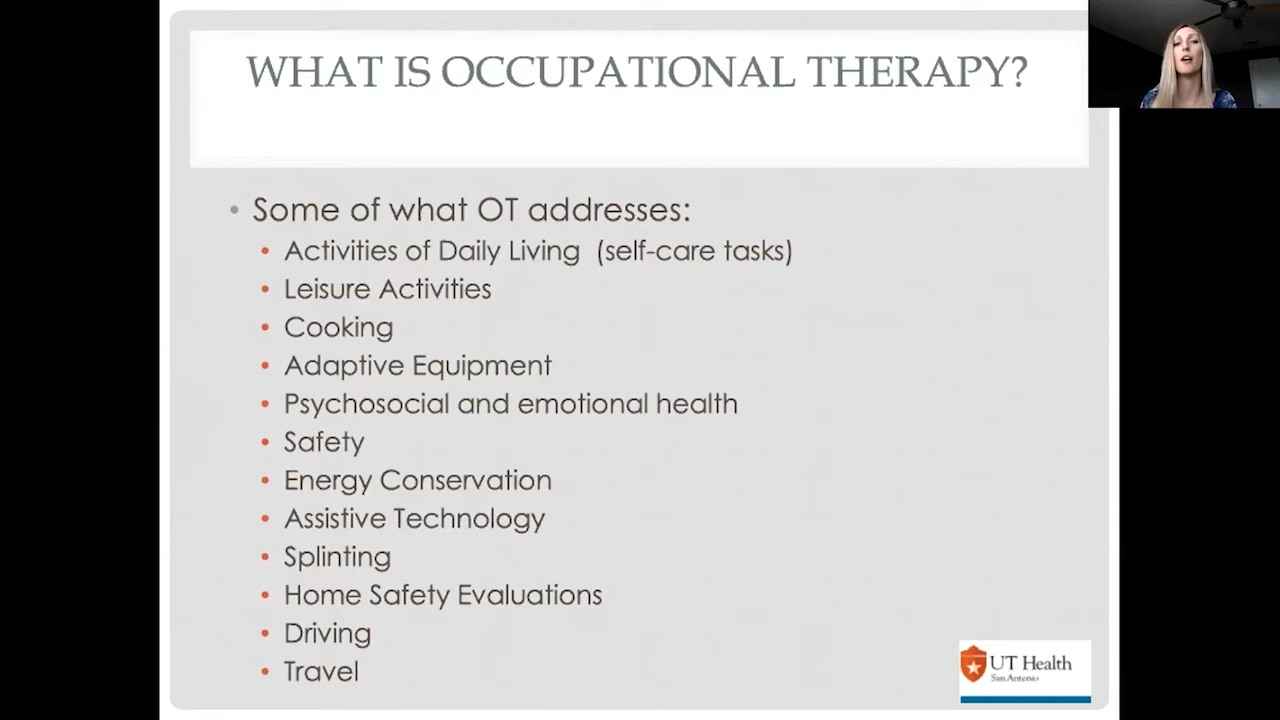 WHAT IS OCCUPATIONAL THERAPY?
• Some of what OT addresses:
• Activities of Daily Living (self-care tasks)
• Leisure Activities
• Cooking
• Adaptive Equipment
• Psychosocial and emotional health
• Safety
• Energy Conservation
• Assistive Technology
• Splinting
• Home Safety Evaluations
• Driving
• Travel
UT Health
San Antonio